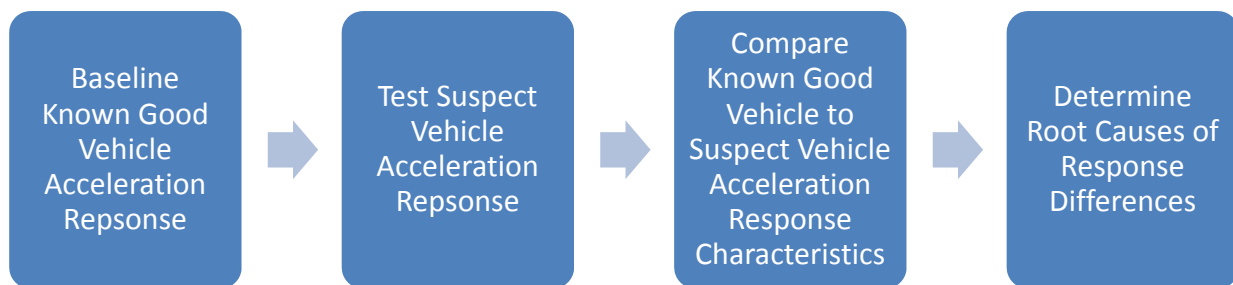 Baseline
Known Good
Vehicle
Acceleration
Repsonse
Test Suspect
Vehicle
Acceleration
Repsonse
Compare
Known Good
Vehicle to
Suspect Vehicle
Acceleration
Response
Characteristics
Determine
Root Causes of
Response
Differences